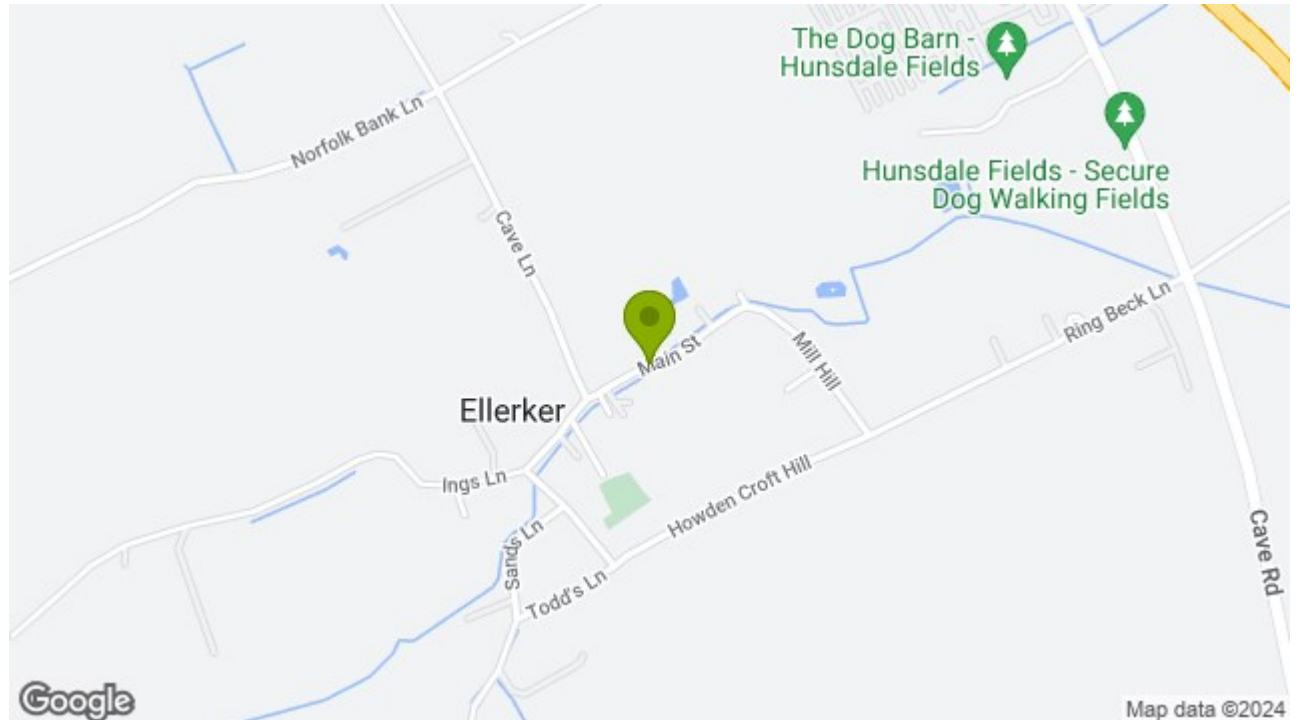 The Dog Barn -
Hunsdale Fields
Norfolk Bank Ln
Hunsdale Fields - Secure
Dog Walking Fields
Cave Ln
Ring Beck Ln
Main St
Mill Hill
Ellerker
Ings Ln
Howden Croft Hill
Sand's Ln
Cave Rd
Todd's Ln
Google
Map data ©2024